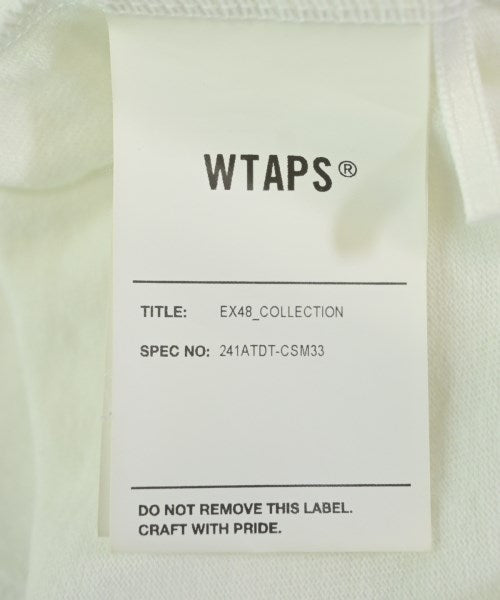 WTAPS®
TITLE: EX48_COLLECTION
SPEC NO: 241ATDT-CSM33
DO NOT REMOVE THIS LABEL.
CRAFT WITH PRIDE.